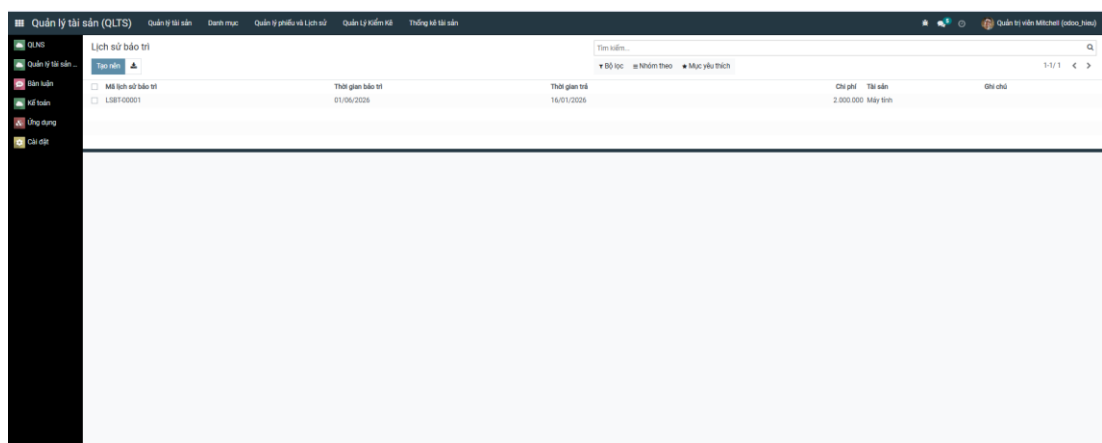 Quản lý tài sản (QLTS) Quản lý tài sản Danh mục Quản lý phiếu và Lịch sử Quản Lý Kiểm Kê Thống kê tài sản Quản trị viên Mitchell (odoo_hieu)
QLNS
Quản lý tài sản ...
Bàn luận
Kế toán
Ứng dụng
Cài đặt
Lịch sử bảo trì
Tìm kiếm...
Tạo nên
Bộ lọc Nhóm theo Mục yêu thích
1-1 / 1
Mã lịch sử bảo trì Thời gian bảo trì Thời gian trả Chi phí Tài sản Ghi chú
LSBT-00001 01/06/2026 16/01/2026 2.000.000 Máy tính